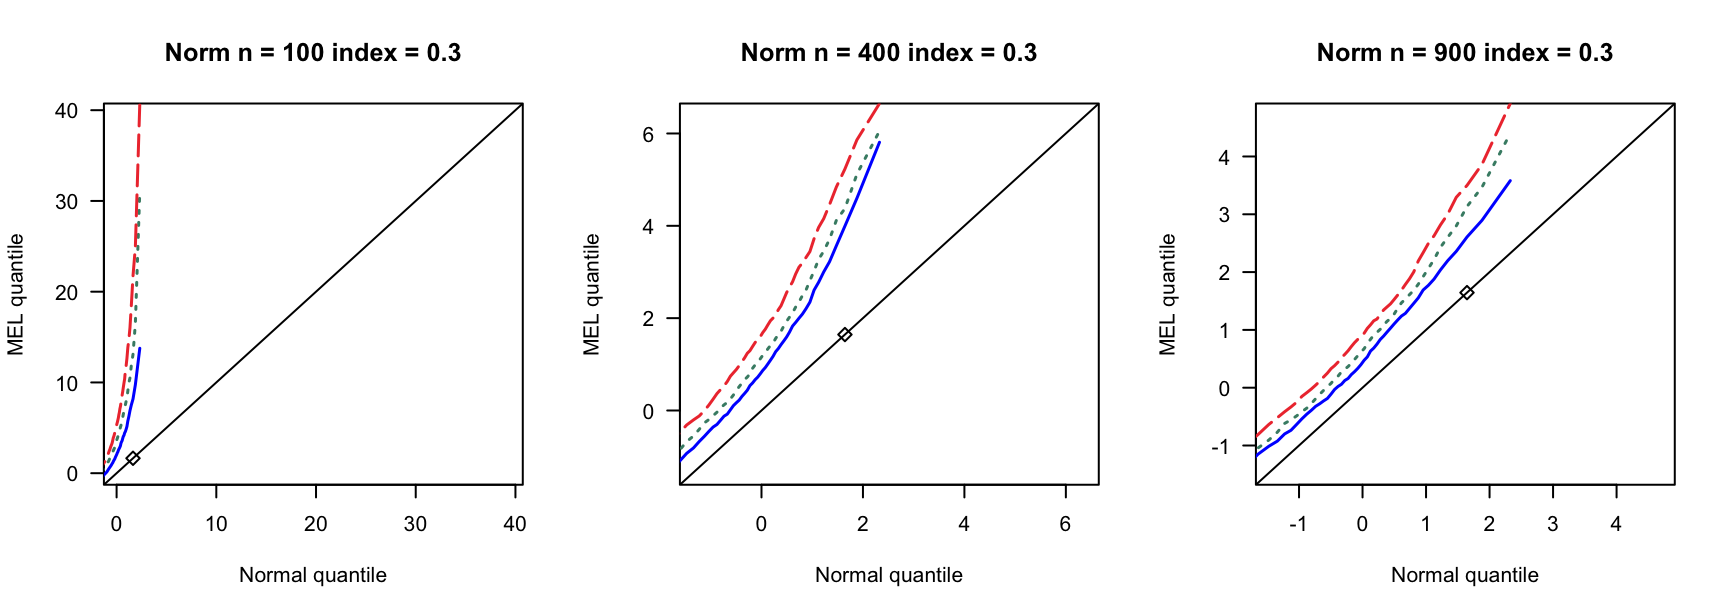 Norm n = 100 index = 0.3
MEL quantile
40
30
20
10
0
0 10 20 30 40
Normal quantile
Norm n = 400 index = 0.3
MEL quantile
6
4
2
0
0 2 4 6
Normal quantile
Norm n = 900 index = 0.3
MEL quantile
4
3
2
1
0
-1
-1 0 1 2 3 4
Normal quantile